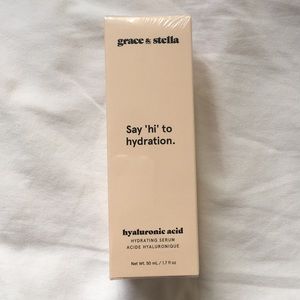 grace & stella
Say 'hi' to
hydration.
hyaluronic acid
HYDRATING SERUM
ACIDE HYALURONIQUE
Net wt. 50 mL / 1.7 fl oz